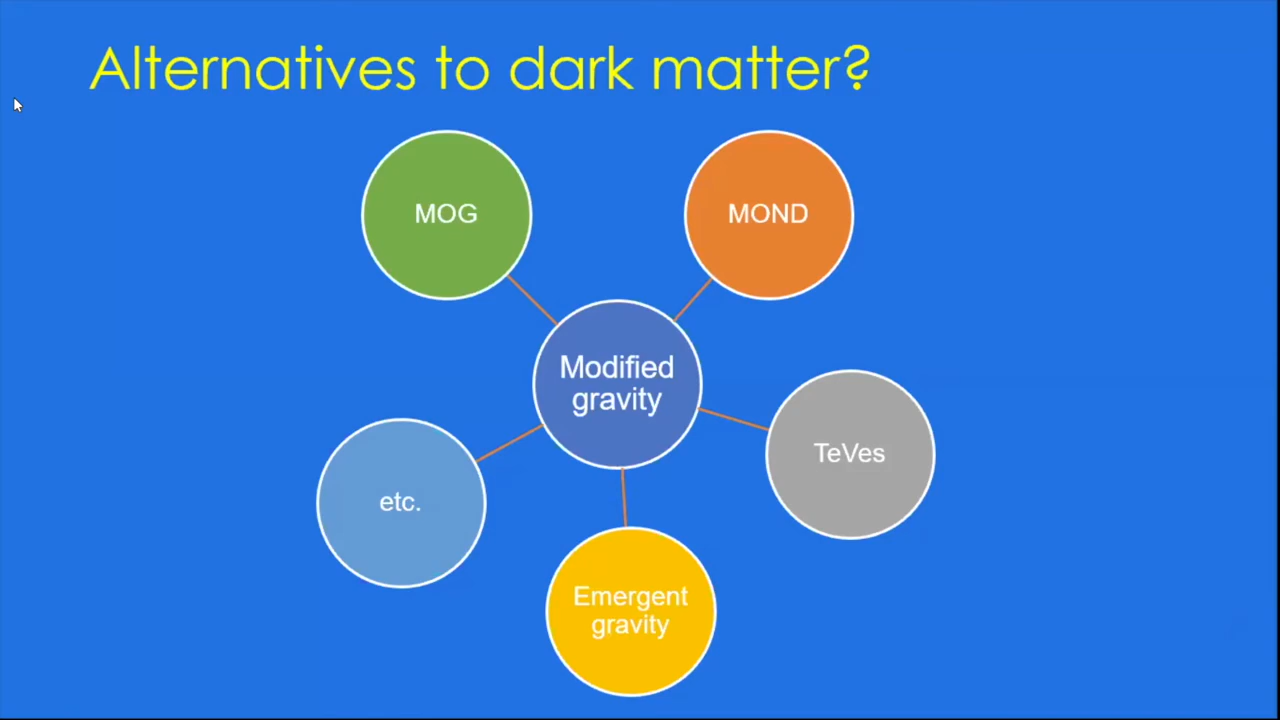 Alternatives to dark matter?
MOG
MOND
Modified
gravity
TeVes
etc.
Emergent
gravity